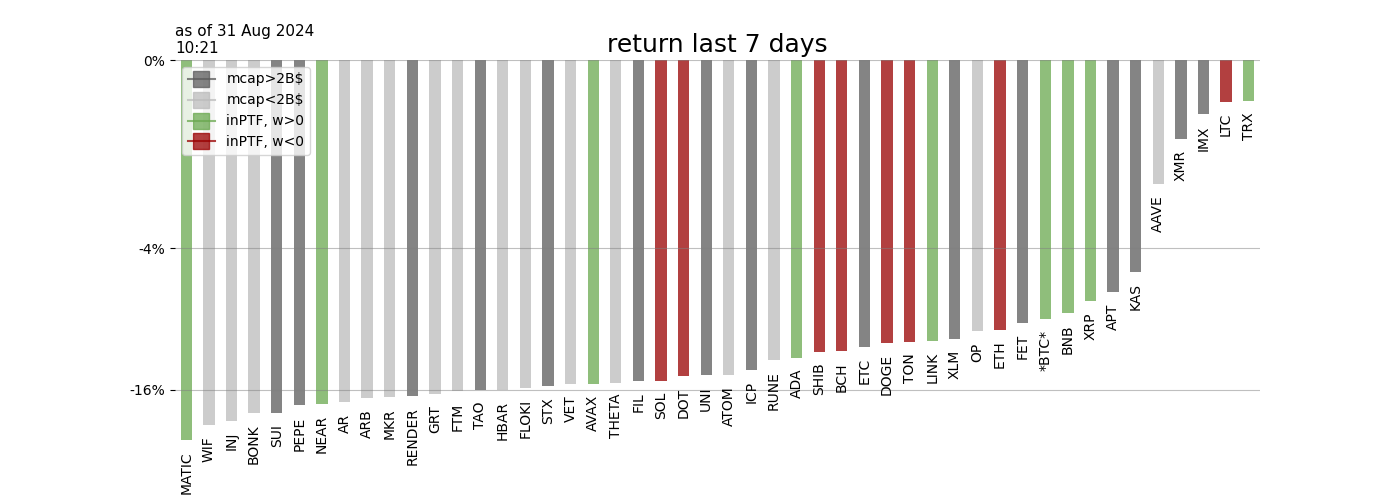 as of 31 Aug 2024
10:21
return last 7 days
0%
-4%
-16%
mcap>2B$
mcap<2B$
inPTF, w>0
inPTF, w<0
MATIC
WIF
INJ
BONK
SUI
PEPE
NEAR
AR
ARB
MKR
RENDER
GRT
FTM
TAO
HBAR
FLOKI
STX
VET
AVAX
THETA
FIL
SOL
DOT
UNI
ATOM
ICP
RUNE
ADA
SHIB
BCH
ETC
DOGE
TON
LINK
XLM
OP
ETH
FET
*BTC*
BNB
XRP
APT
KAS
AAVE
XMR
IMX
LTC
TRX